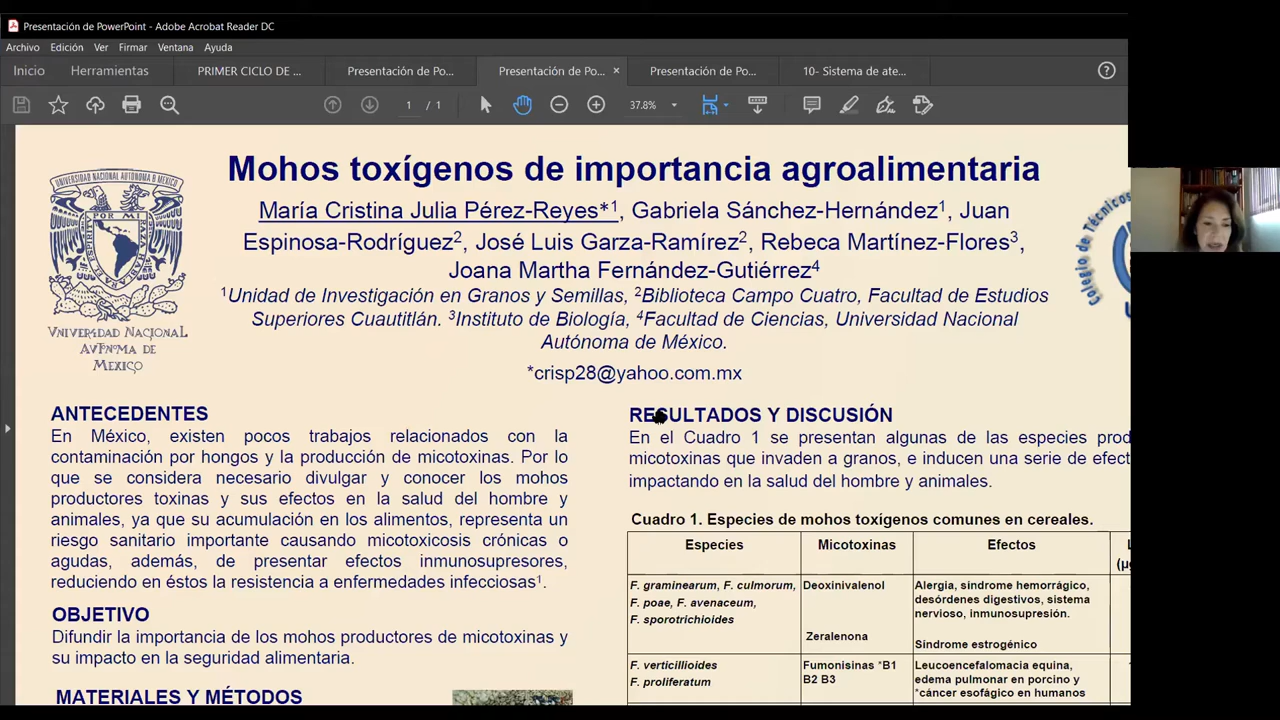 Presentación de PowerPoint - Adobe Acrobat Reader DC
Archivo Edición Ver Firmar Ventana Ayuda
Inicio Herramientas PRIMER CICLO DE ... Presentación de Po... Presentación de Po... × Presentación de Po... 10- Sistema de ate...
1 / 1 37.8%
Mohos toxígenos de importancia agroalimentaria
María Cristina Julia Pérez-Reyes*1, Gabriela Sánchez-Hernández1, Juan
Espinosa-Rodríguez2, José Luis Garza-Ramírez2, Rebeca Martínez-Flores3,
Joana Martha Fernández-Gutiérrez4
1Unidad de Investigación en Granos y Semillas, 2Biblioteca Campo Cuatro, Facultad de Estudios
Superiores Cuautitlán. 3Instituto de Biología, 4Facultad de Ciencias, Universidad Nacional
Autónoma de México.
*crisp28@yahoo.com.mx
VNIVERSIDAD NACIONAL
AVTONOMA DE
MEXICO
POR MI
Colegio de Técnicos
ANTECEDENTES
En México, existen pocos trabajos relacionados con la
contaminación por hongos y la producción de micotoxinas. Por lo
que se considera necesario divulgar y conocer los mohos
productores toxinas y sus efectos en la salud del hombre y
animales, ya que su acumulación en los alimentos, representa un
riesgo sanitario importante causando micotoxicosis crónicas o
agudas, además, de presentar efectos inmunosupresores,
reduciendo en éstos la resistencia a enfermedades infecciosas1.
OBJETIVO
Difundir la importancia de los mohos productores de micotoxinas y
su impacto en la seguridad alimentaria.
MATERIALES Y MÉTODOS
RESULTADOS Y DISCUSIÓN
En el Cuadro 1 se presentan algunas de las especies prod
micotoxinas que invaden a granos, e inducen una serie de efect
impactando en la salud del hombre y animales.
Cuadro 1. Especies de mohos toxígenos comunes en cereales.
Especies Micotoxinas Efectos
F. graminearum, F. culmorum, Deoxinivalenol Alergia, síndrome hemorrágico,
F. poae, F. avenaceum, desórdenes digestivos, sistema
F. sporotrichioides nervioso, inmunosupresión.
Zeralenona Síndrome estrogénico
F. verticillioides Fumonisinas *B1 Leucoencefalomacia equina,
F. proliferatum B2 B3 edema pulmonar en porcino y
*cáncer esofágico en humanos